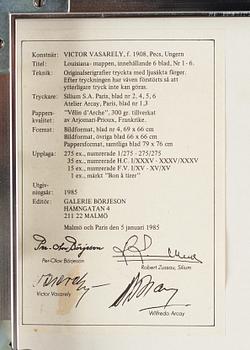 Konstnär: VICTOR VASARELY, f. 1908, Pecs, Ungern
Titel: Louisiana-mappen, innehållande 6 blad, Nr 1-6.
Teknik: Originalserigrafier tryckta med ljusäkta färger.
Efter tryckningen har väven förstörts så att
ytterligare tryck inte kan göras.
Tryckare: Silium S.A. Paris, blad nr 2, 4, 5, 6
Atelier Arcay, Paris, blad nr 1,3
Papperskvalitet: "Vélin d'Arche", 300 gr. tillverkat
av Arjomari-Prioux, Frankrike.
Format: Bildformat, blad nr 4, 69 x 66 cm
Bildformat, övriga blad 66 x 66 cm
Pappersformat, samtliga blad 79 x 76 cm
Upplaga: 275 ex., numrerade 1/275 - 275/275
35 ex., numrerade H.C. I/XXXV - XXXV/XXXV
15 ex., numrerade F.V. I/XV - XV/XV
1 ex., märkt "Bon à tirer"
Utgivningsår: 1985
Editör: GALERIE BÖRJESON
HAMNGATAN 4
211 22 MALMÖ
Malmö och Paris den 5 januari 1985
Per-Olov Börjeson
Per-Olov Börjeson
Robert Zussau, Silium
Vasarely
Victor Vasarely
Wilfredo Arcay